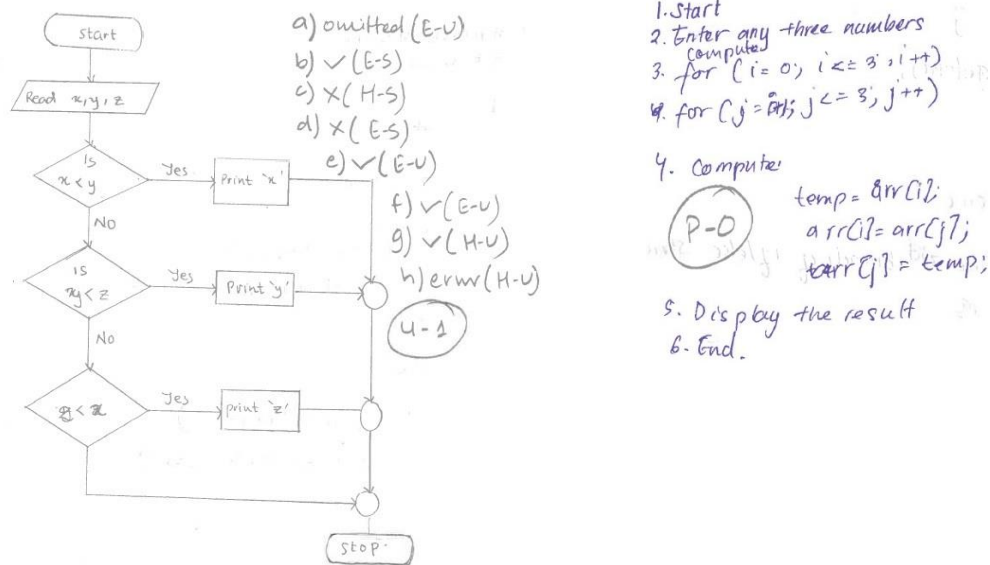 start
Read x, y, z
is
x < y
Yes
Print 'x'
NO
is
y < z
Yes
Print 'y'
No
z < x
Yes
print 'z'
stop.
a) omitted (E-U)
b) ✓ (E-S)
c) X (H-S)
d) X (E-S)
e) ✓ (E-U)
f) ✓ (E-U)
g) ✓ (H-U)
h) error (H-U)
U-1
1. Start
2. Enter any three numbers
compute
3. for (i = 0; i <= 3; i++)
4. for (j = ; j <= 3; j++)
4. Compute
P-0
temp = arr[i];
arr[i] = arr[j];
arr[j] = temp;
5. Display the result
6. End.